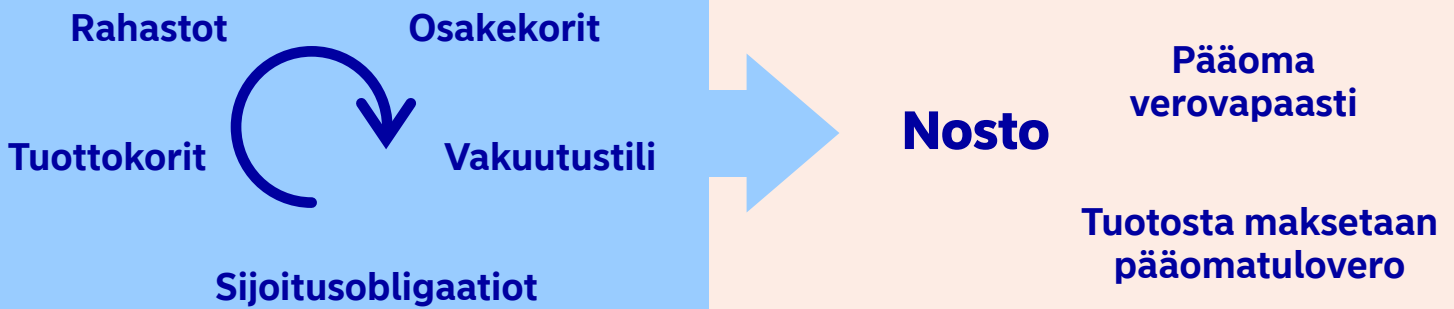 Rahastot
Osakekorit
Tuottokorit
Vakuutustili
Sijoitusobligaatiot
Nosto
Pääoma
verovapaasti
Tuotosta maksetaan
pääomatulovero